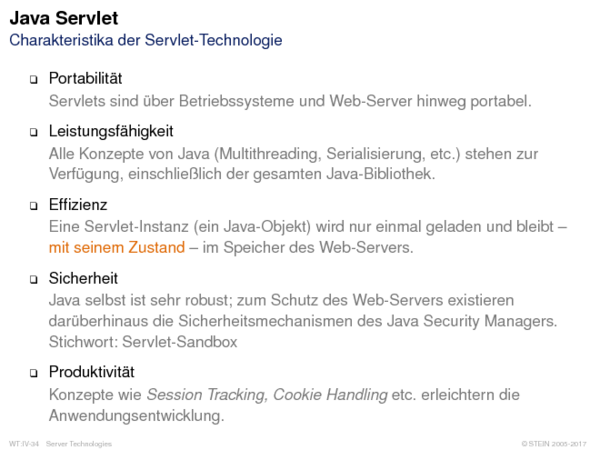 Java Servlet
Charakteristika der Servlet-Technologie
❑ Portabilität
Servlets sind über Betriebssysteme und Web-Server hinweg portabel.
❑ Leistungsfähigkeit
Alle Konzepte von Java (Multithreading, Serialisierung, etc.) stehen zur
Verfügung, einschließlich der gesamten Java-Bibliothek.
❑ Effizienz
Eine Servlet-Instanz (ein Java-Objekt) wird nur einmal geladen und bleibt –
mit seinem Zustand – im Speicher des Web-Servers.
❑ Sicherheit
Java selbst ist sehr robust; zum Schutz des Web-Servers existieren
darüberhinaus die Sicherheitsmechanismen des Java Security Managers.
Stichwort: Servlet-Sandbox
❑ Produktivität
Konzepte wie Session Tracking, Cookie Handling etc. erleichtern die
Anwendungsentwicklung.
WT:IV-34 Server Technologies © STEIN 2005-2017